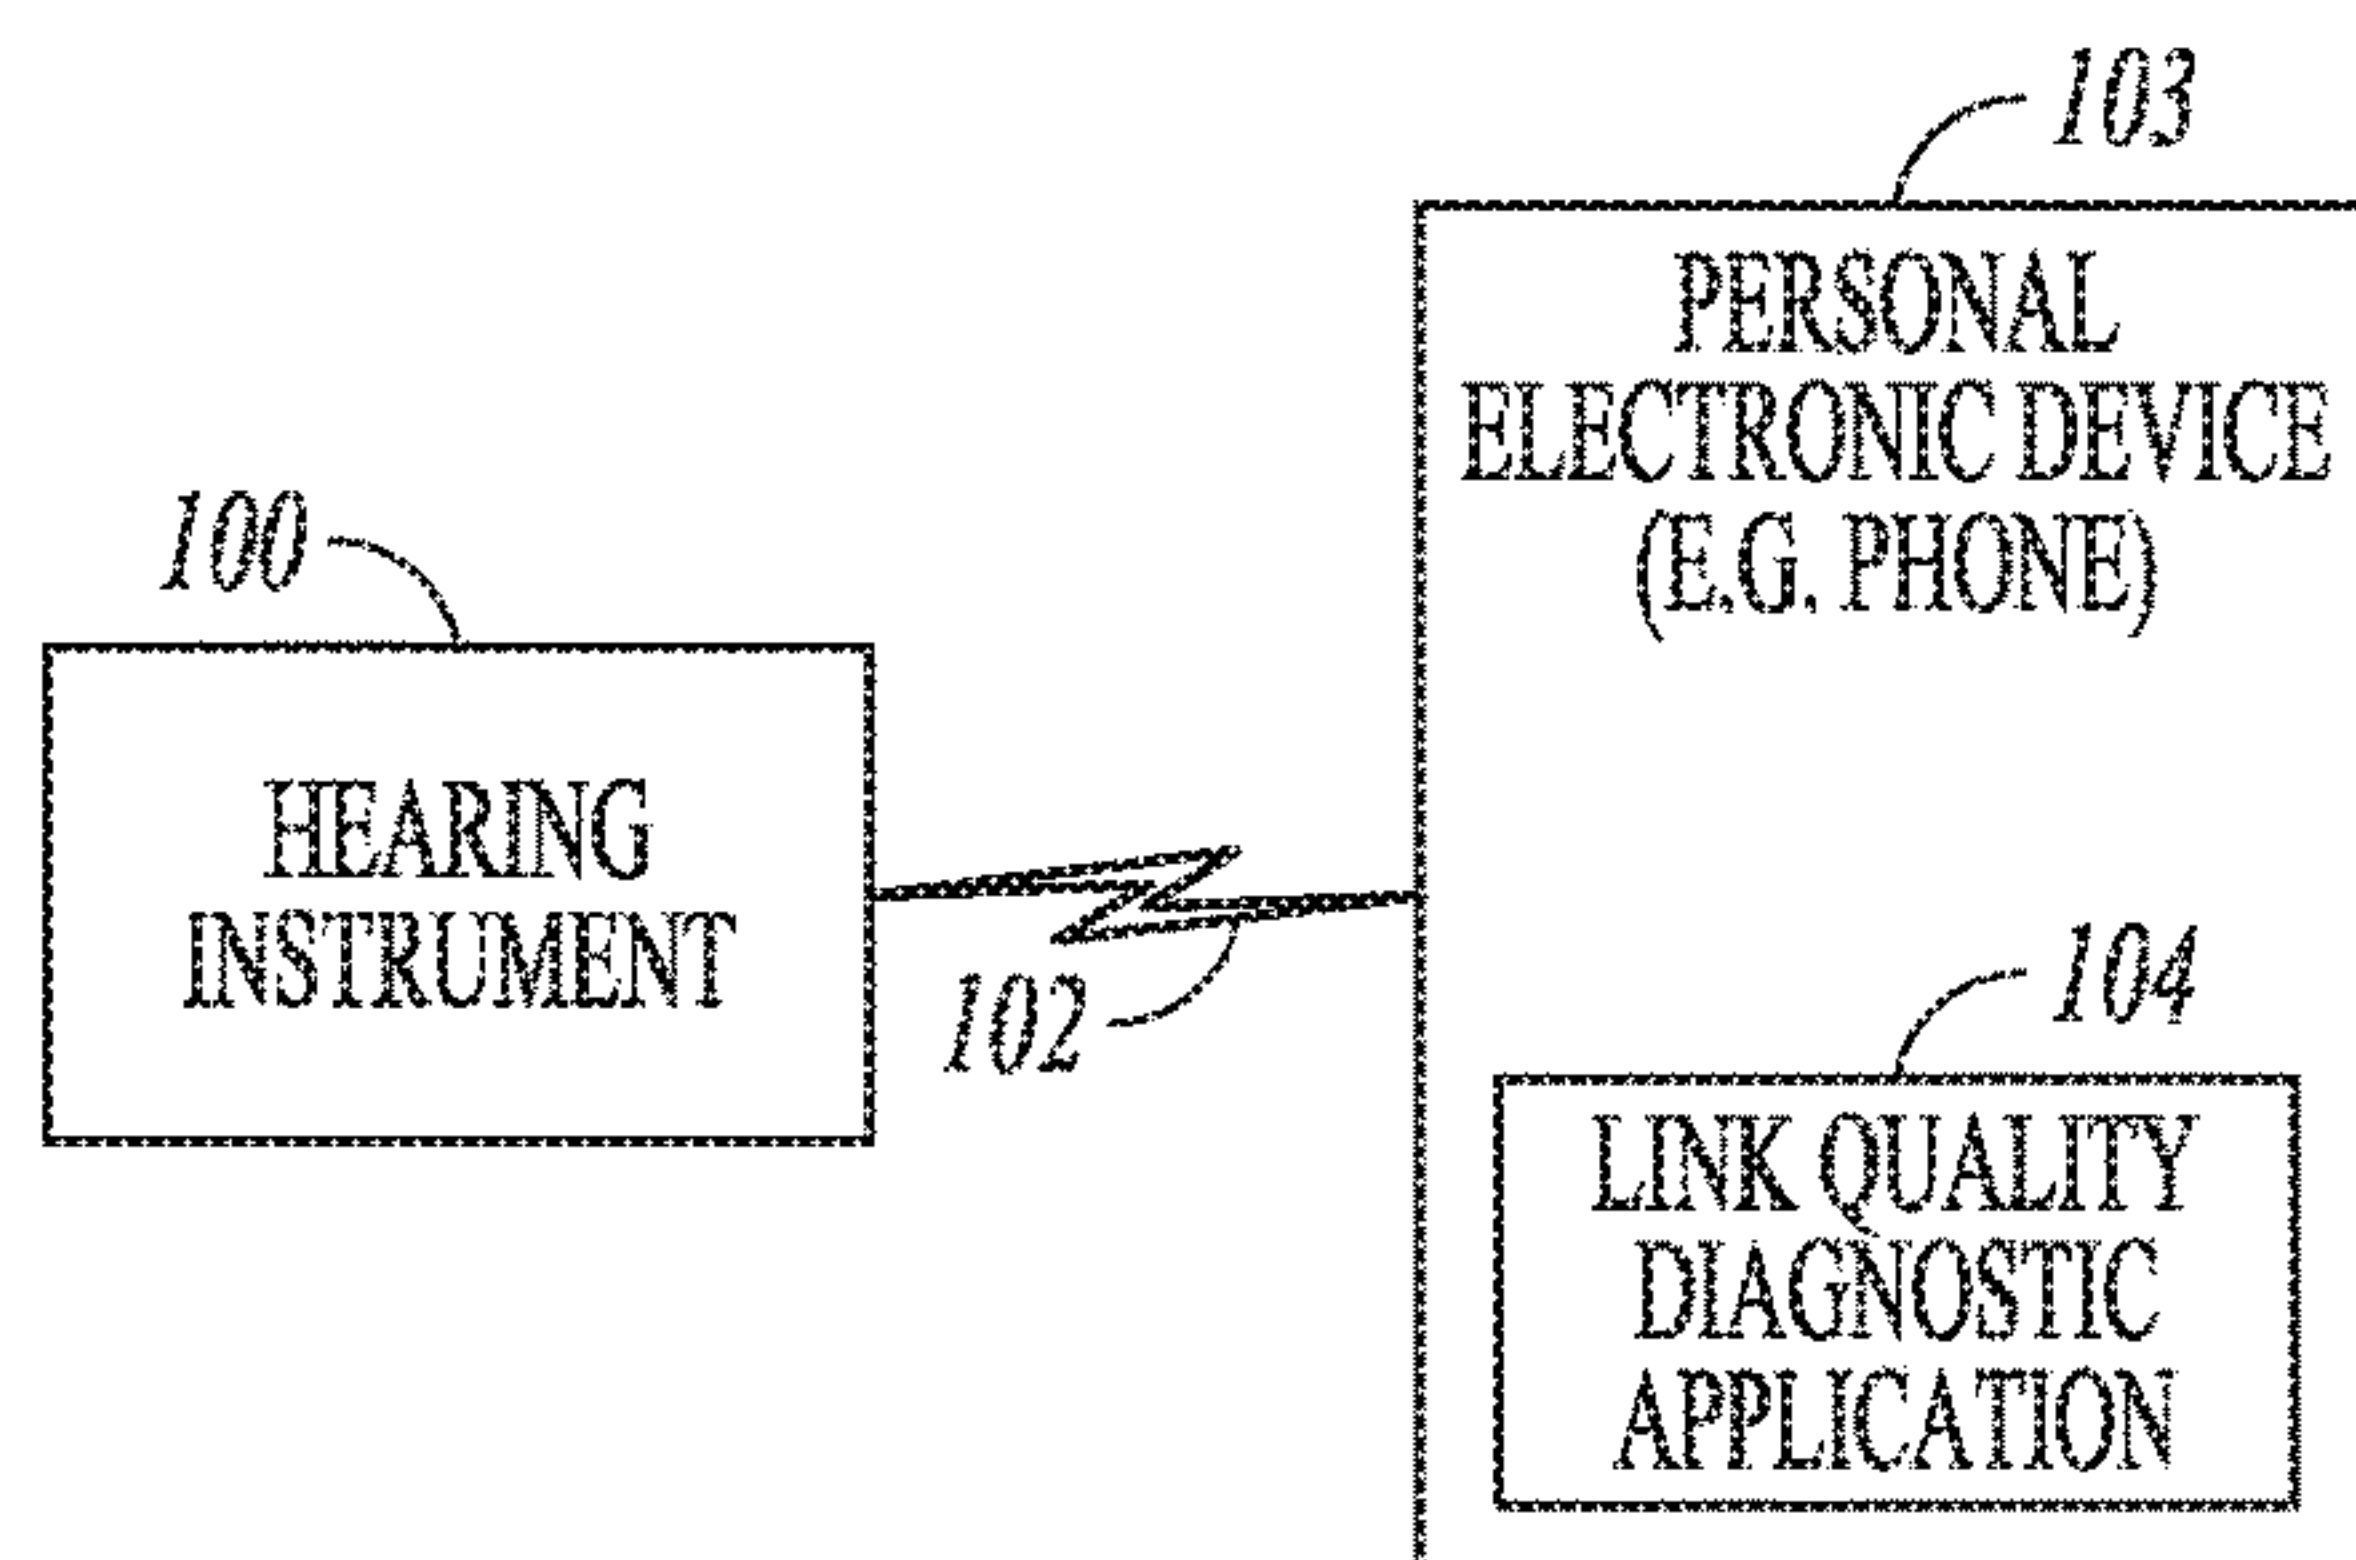 103
PERSONAL
ELECTRONIC DEVICE
(E.G. PHONE)
100
HEARING
INSTRUMENT
102
104
LINK QUALITY
DIAGNOSTIC
APPLICATION